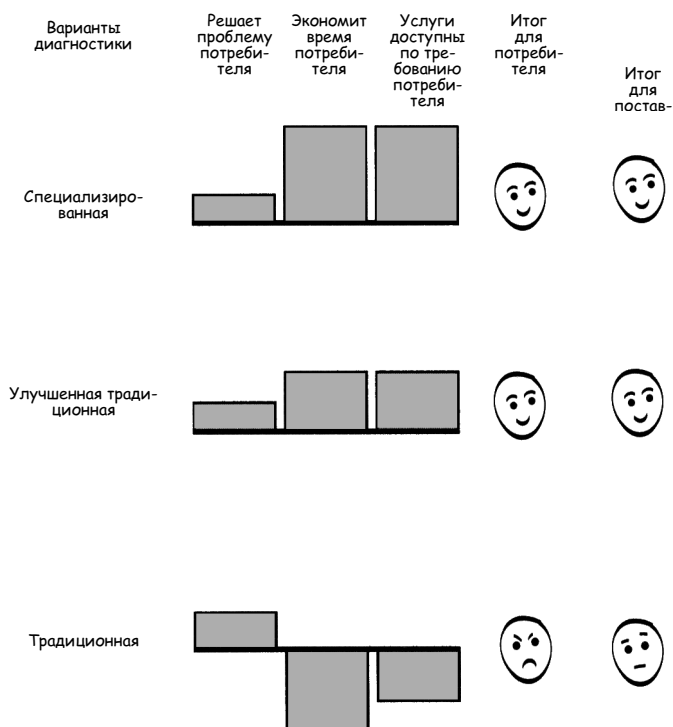 Варианты
диагностики
Решает
проблему
потреби-
теля
Экономит
время
потреби-
теля
Услуги
доступны
по тре-
бованию
потреби-
теля
Итог
для
потреби-
теля
Итог
для
постав-
Специализиро-
ванная
Улучшенная тради-
ционная
Традиционная